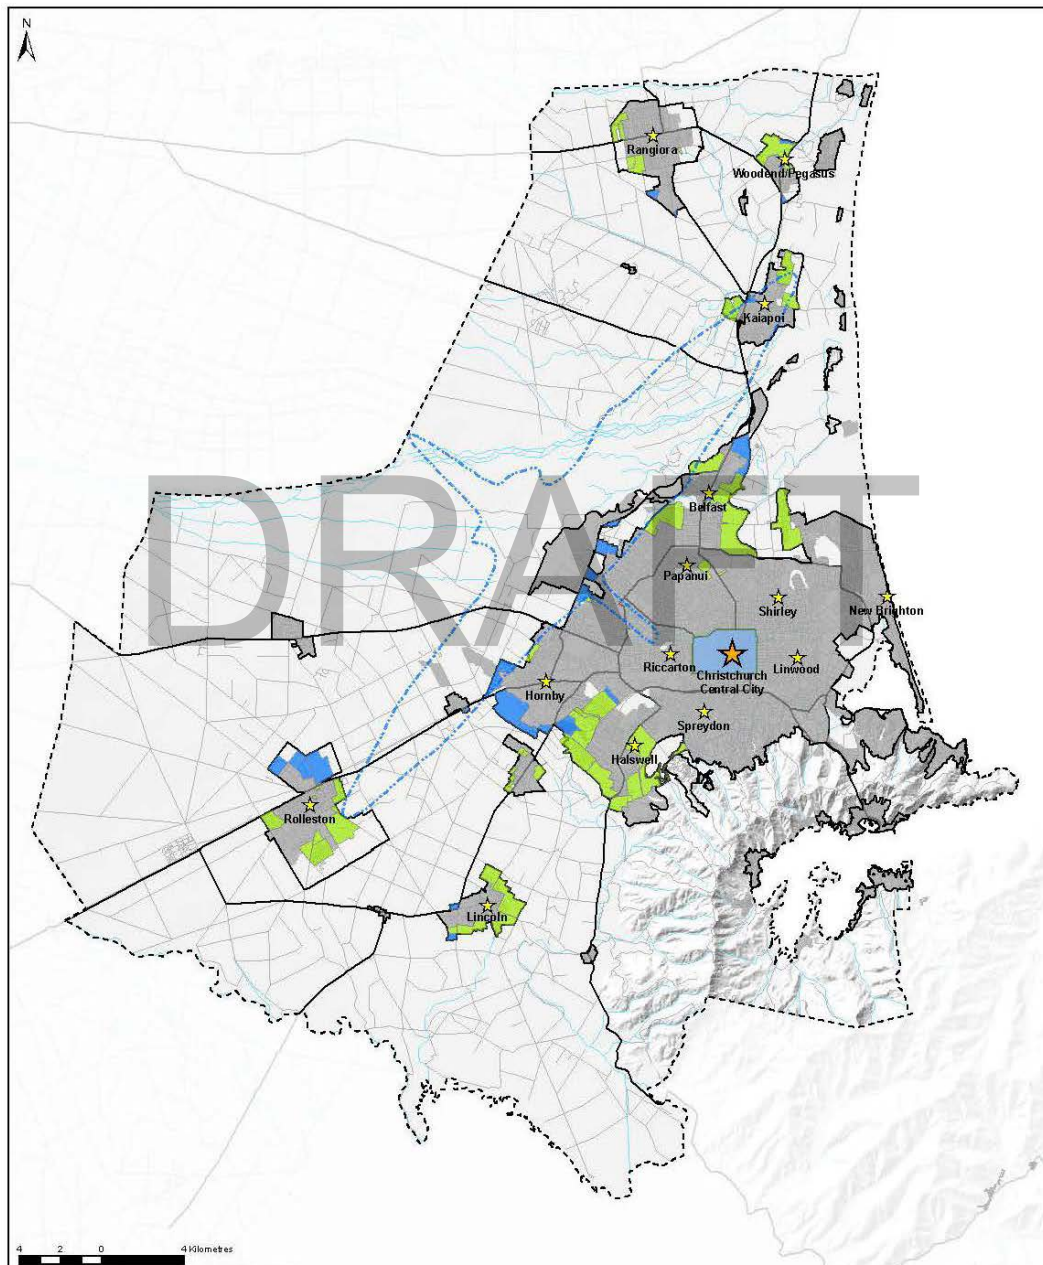 N
Rangiora
Woodend/Pegasus
Kaiapoi
DRAFT
Belfast
Papanui
Shirley
New Brighton
Riccarton
Christchurch
Central City
Linwood
Hornby
Spreydon
Halswell
Rolleston
Lincoln
4 2 0 4 Kilometres